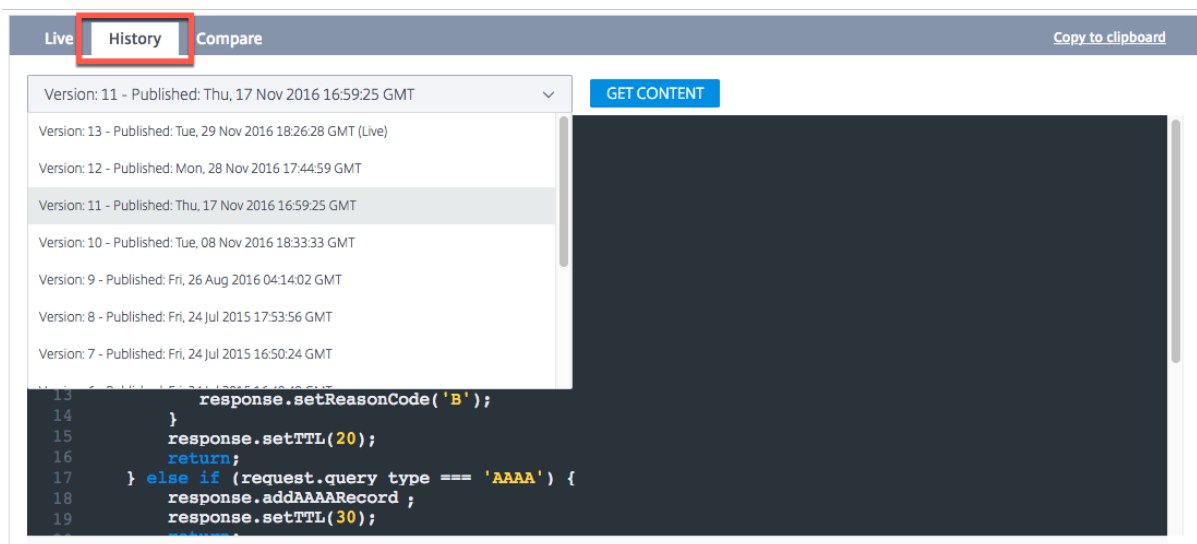 Live History Compare Copy to clipboard
Version: 11 - Published: Thu, 17 Nov 2016 16:59:25 GMT GET CONTENT
Version: 13 - Published: Tue, 29 Nov 2016 18:26:28 GMT (Live)
Version: 12 - Published: Mon, 28 Nov 2016 17:44:59 GMT
Version: 11 - Published: Thu, 17 Nov 2016 16:59:25 GMT
Version: 10 - Published: Tue, 08 Nov 2016 18:33:33 GMT
Version: 9 - Published: Fri, 26 Aug 2016 04:14:02 GMT
Version: 8 - Published: Fri, 24 Jul 2015 17:53:56 GMT
Version: 7 - Published: Fri, 24 Jul 2015 16:50:24 GMT
13 response.setReasonCode('B');
14 }
15 response.setTTL(20);
16 return;
17 } else if (request.query type === 'AAAA') {
18 response.addAAAARecord ;
19 response.setTTL(30);